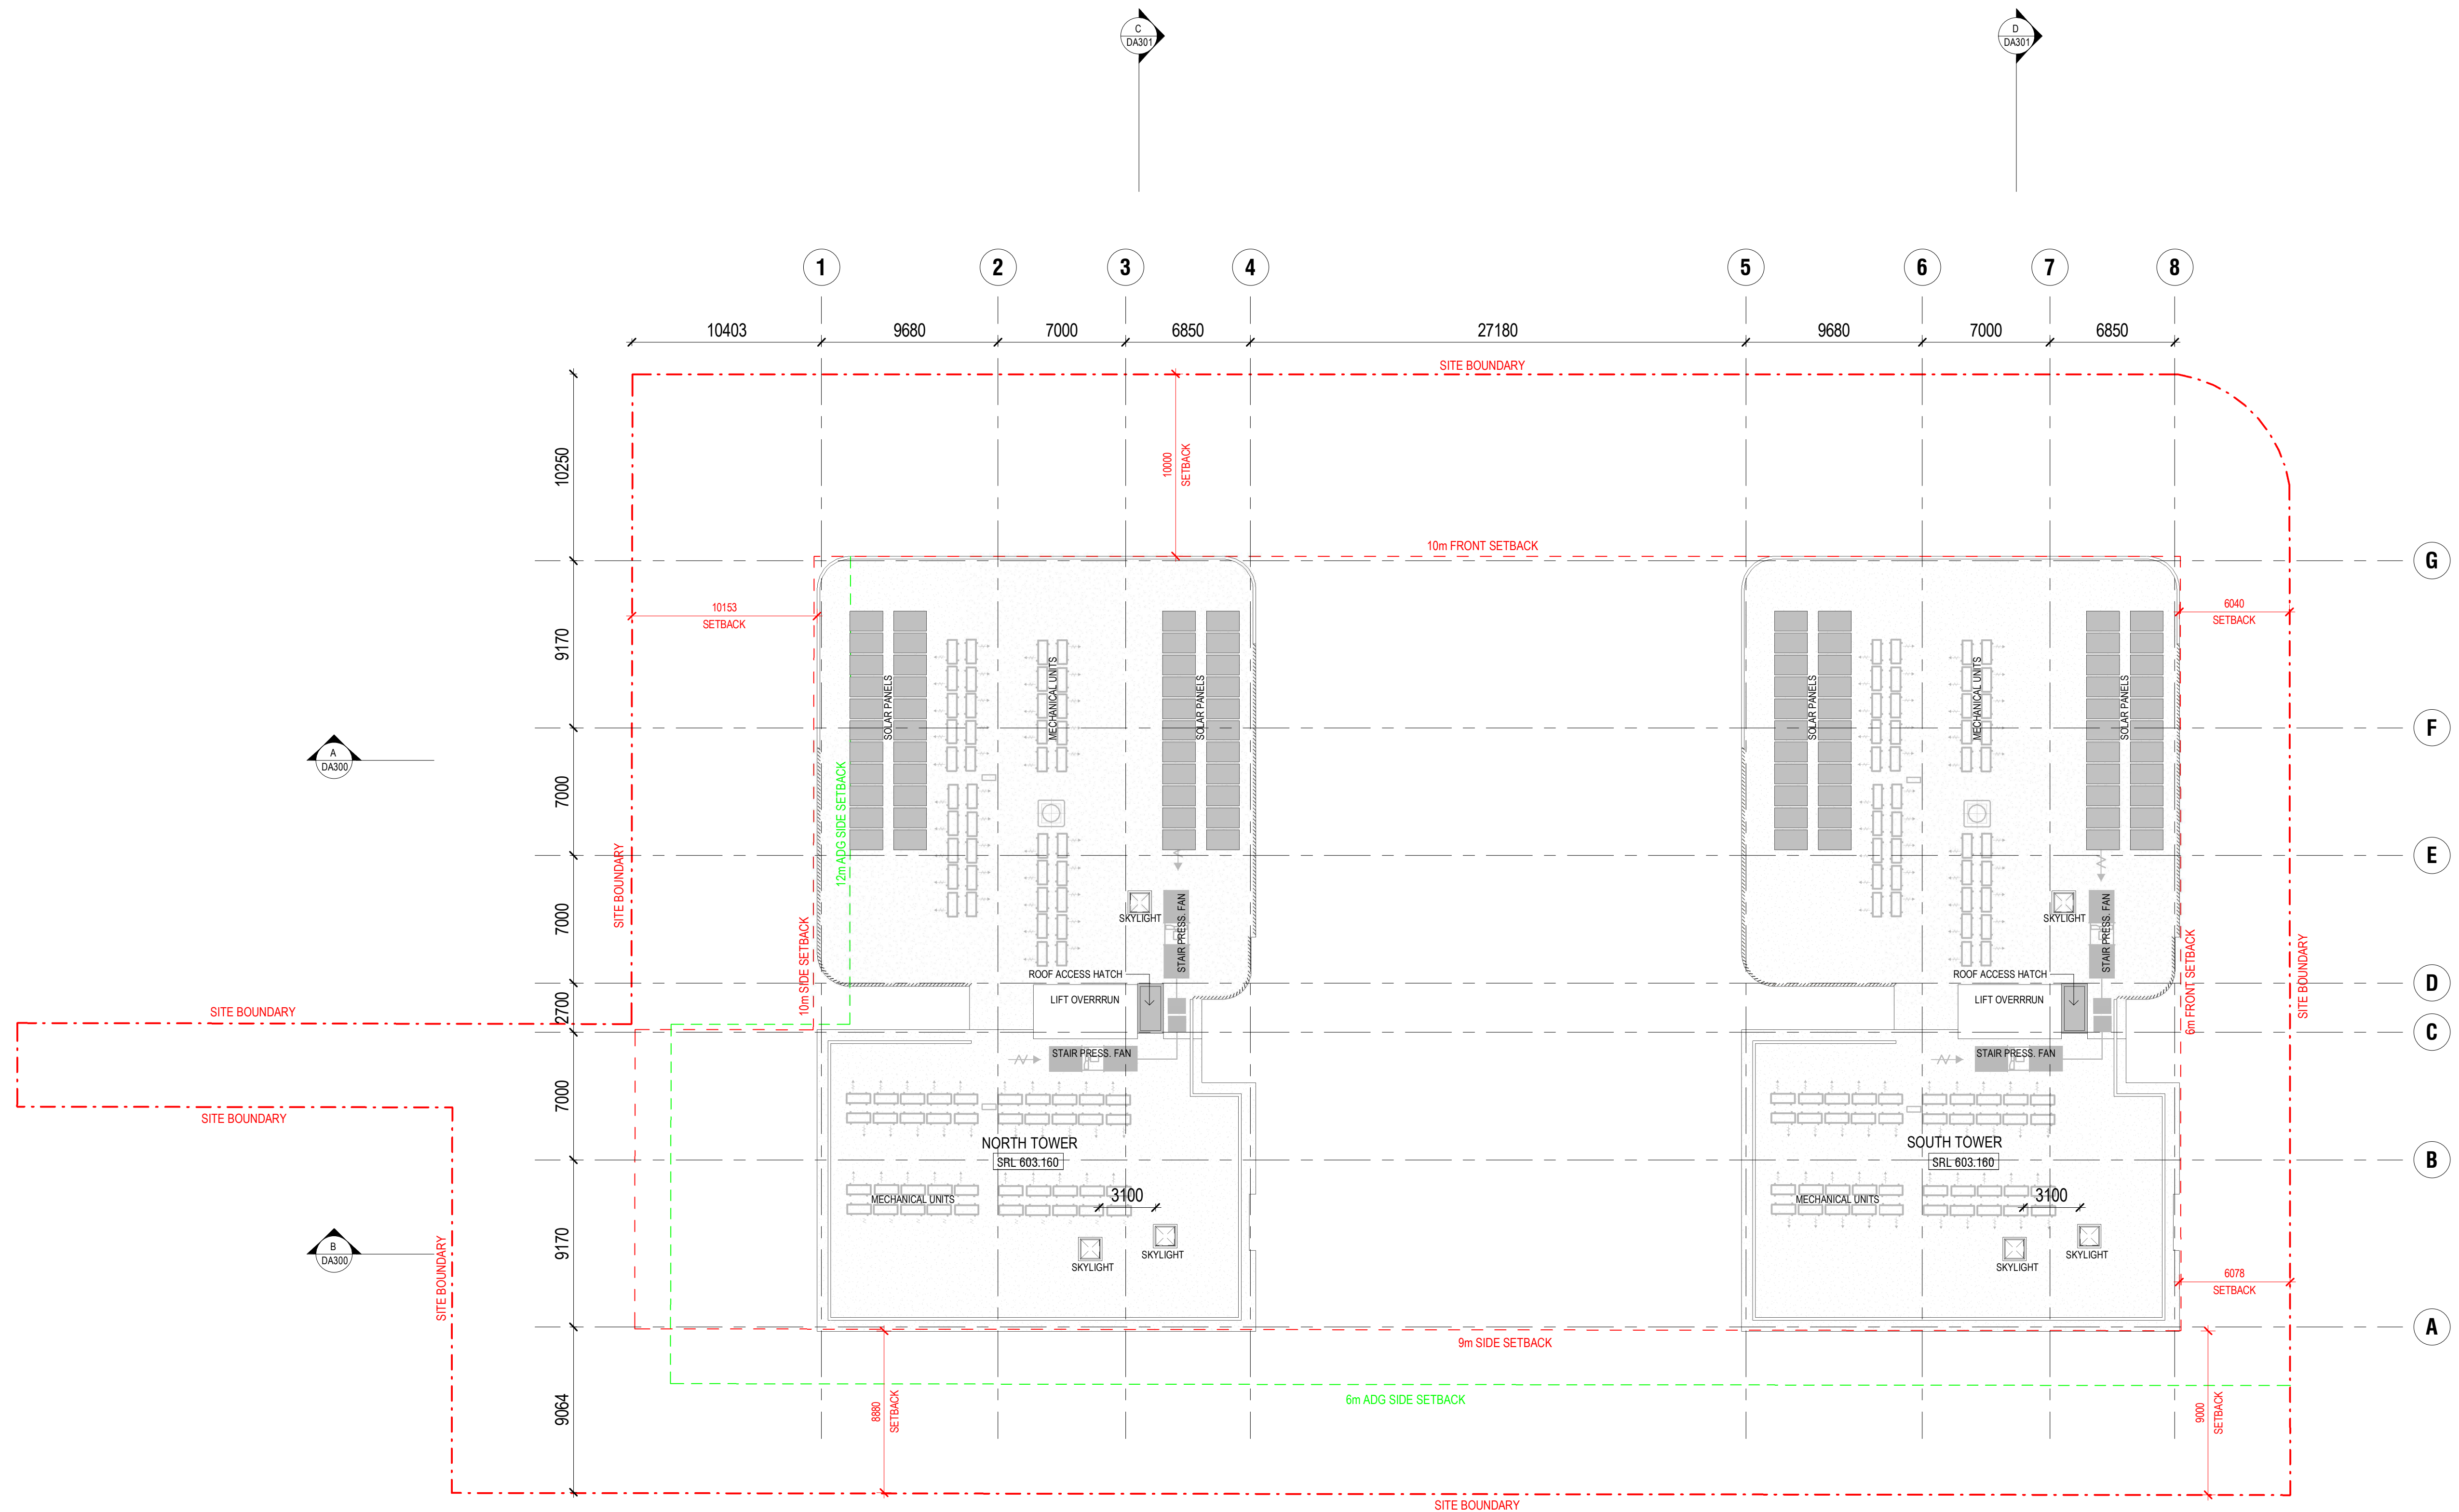 C
DA301
D
DA301
1
2
3
4
5
6
7
8
10403
9680
7000
6850
27180
9680
7000
6850
SITE BOUNDARY
10250
10000
SETBACK
10m FRONT SETBACK
G
10153
SETBACK
6040
SETBACK
9170
SOLAR PANELS
MECHANICAL UNITS
SOLAR PANELS
SOLAR PANELS
MECHANICAL UNITS
SOLAR PANELS
F
A
DA300
7000
12m ADG SIDE SETBACK
E
SITE BOUNDARY
7000
10m SIDE SETBACK
SKYLIGHT
STAIR PRESS. FAN
SKYLIGHT
STAIR PRESS. FAN
6m FRONT SETBACK
SITE BOUNDARY
ROOF ACCESS HATCH
ROOF ACCESS HATCH
D
LIFT OVERRRUN
LIFT OVERRRUN
2700
SITE BOUNDARY
C
STAIR PRESS. FAN
STAIR PRESS. FAN
7000
SITE BOUNDARY
NORTH TOWER
SRL 603.160
SOUTH TOWER
SRL 603.160
B
MECHANICAL UNITS
3100
MECHANICAL UNITS
3100
9170
B
DA300
SITE BOUNDARY
SKYLIGHT
SKYLIGHT
SKYLIGHT
SKYLIGHT
6078
SETBACK
A
9m SIDE SETBACK
6m ADG SIDE SETBACK
9064
8880
SETBACK
9000
SETBACK
SITE BOUNDARY